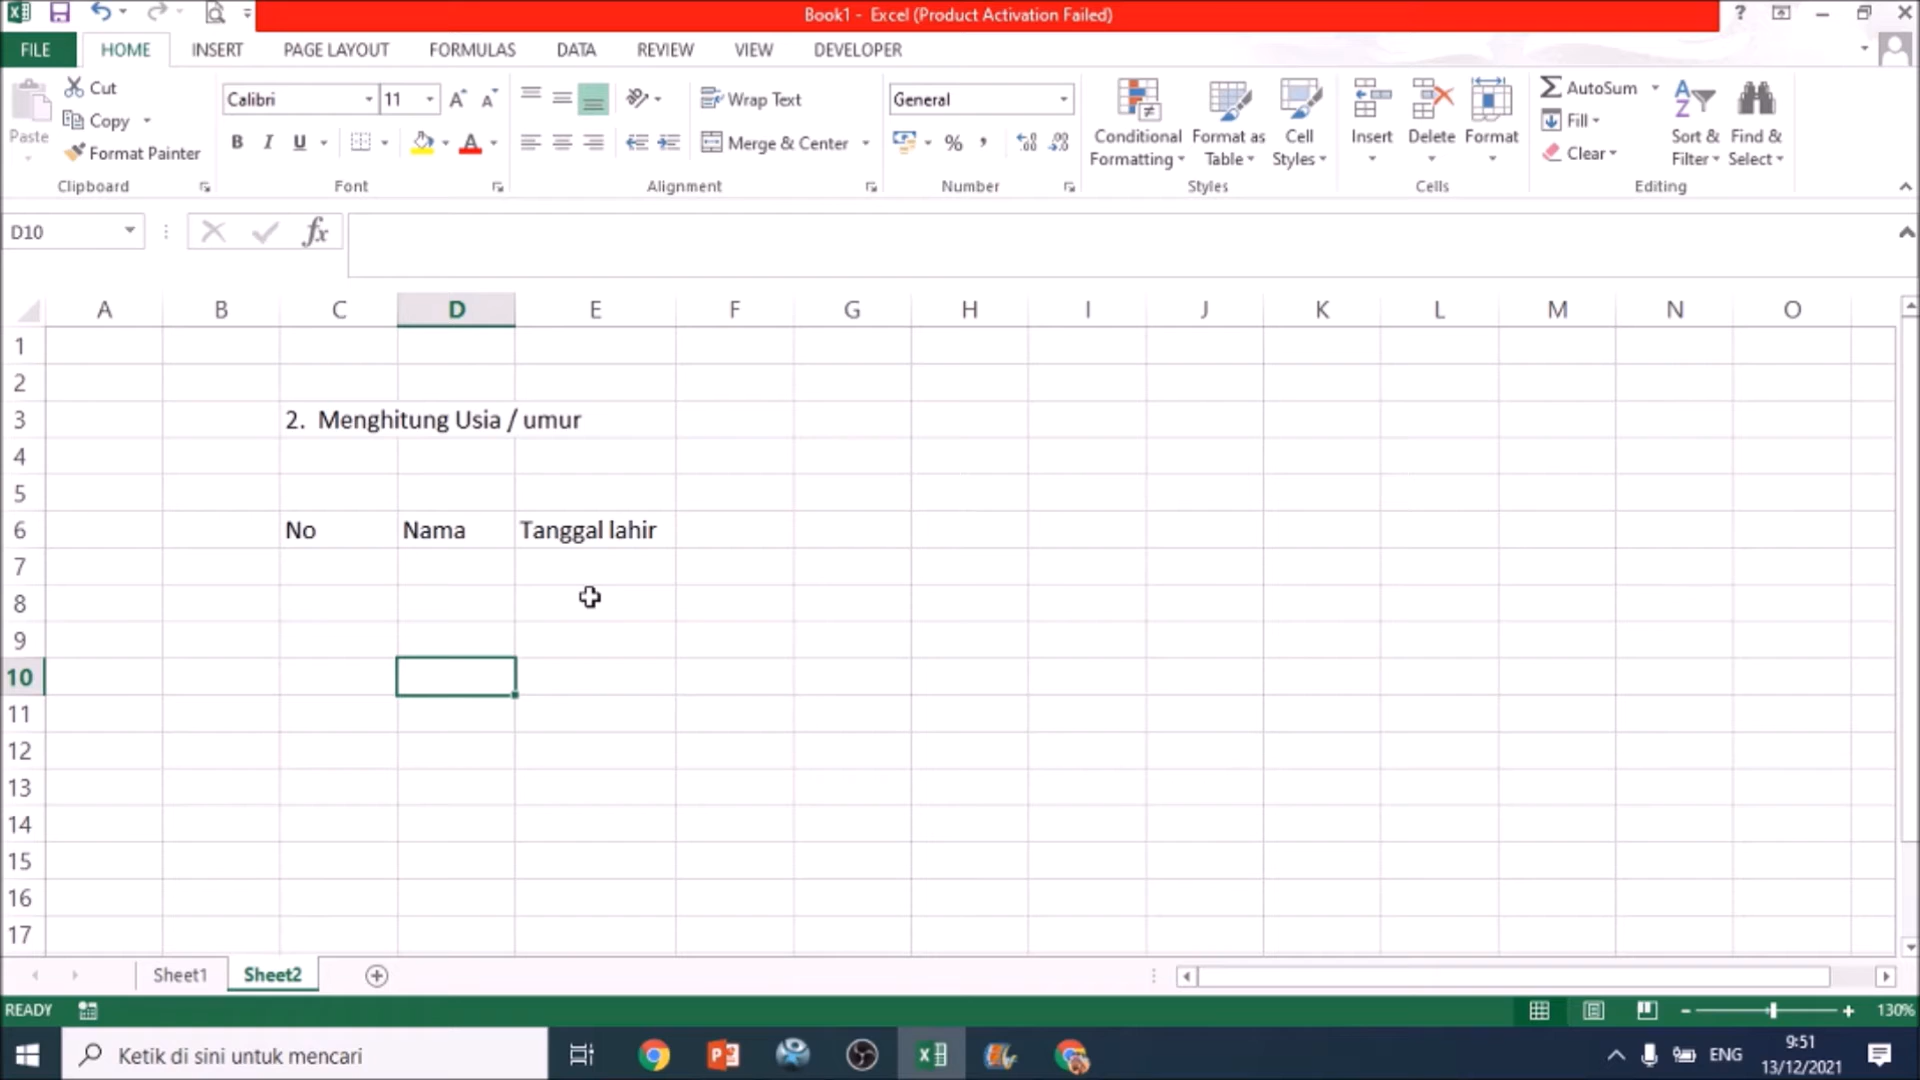 Book1 - Excel (Product Activation Failed)
?
FILE HOME INSERT PAGE LAYOUT FORMULAS DATA REVIEW VIEW DEVELOPER
Paste
Cut
Copy
Format Painter
Clipboard
Calibri 11 A A
B I U A
Font
Wrap Text
Merge & Center
Alignment
General
% ,
Number
Conditional Formatting
Format as Table
Cell Styles
Styles
Insert
Delete
Format
Cells
AutoSum
Fill
Clear
Sort & Filter
Find & Select
Editing
D10 fx
A B C D E F G H I J K L M N O
1
2
3 2. Menghitung Usia / umur
4
5
6 No Nama Tanggal lahir
7
8
9
10
11
12
13
14
15
16
17
Sheet1 Sheet2
READY 130%
Ketik di sini untuk mencari
ENG
9:51
13/12/2021